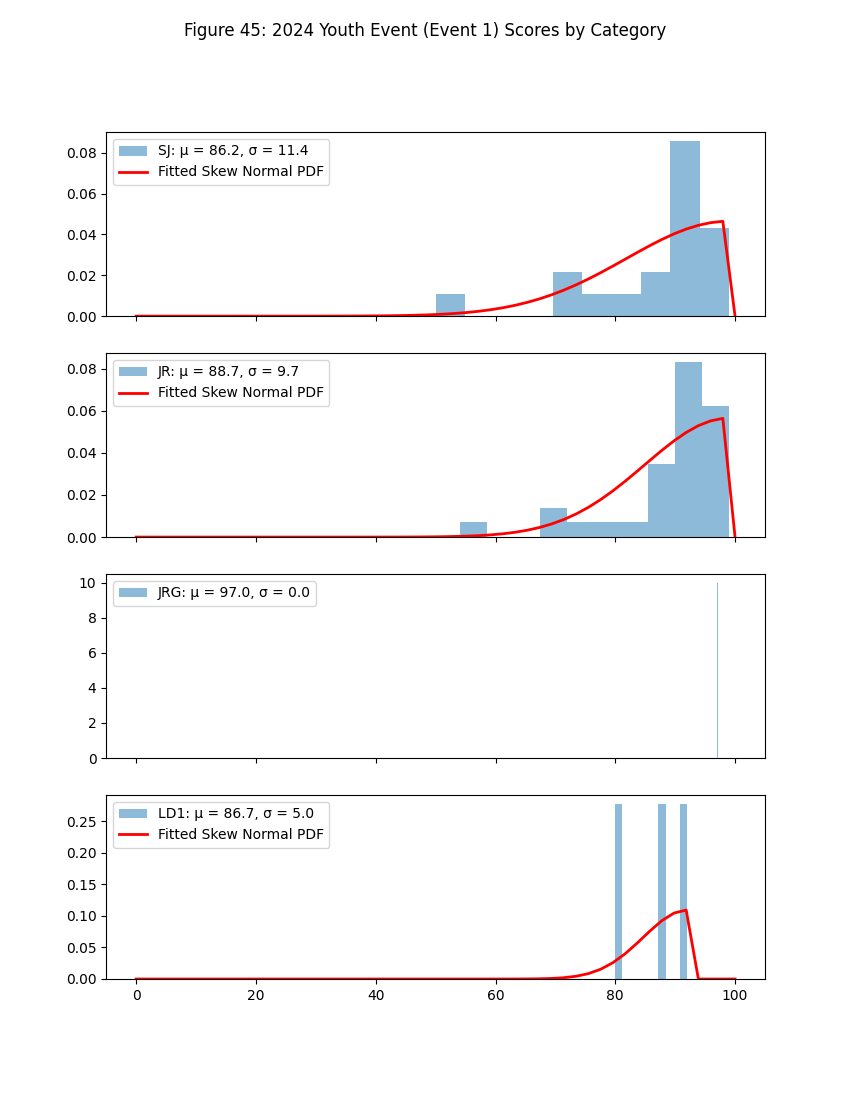 Figure 45: 2024 Youth Event (Event 1) Scores by Category
SJ: μ = 86.2, σ = 11.4
Fitted Skew Normal PDF
0.08
0.06
0.04
0.02
0.00
JR: μ = 88.7, σ = 9.7
Fitted Skew Normal PDF
0.08
0.06
0.04
0.02
0.00
JRG: μ = 97.0, σ = 0.0
10
8
6
4
2
0
LD1: μ = 86.7, σ = 5.0
Fitted Skew Normal PDF
0.25
0.20
0.15
0.10
0.05
0.00
0 20 40 60 80 100